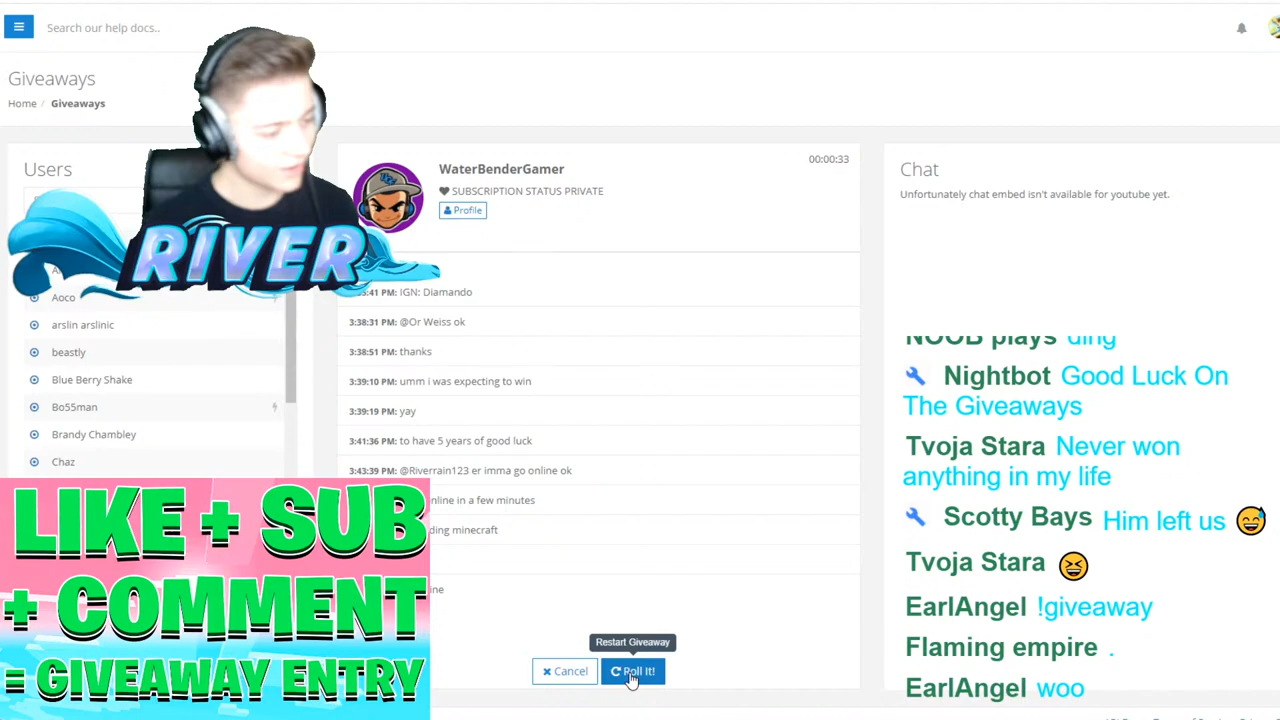 Search our help docs..
Giveaways
Home / Giveaways
Users
RIVER
Aoco
arslin arslinic
beastly
Blue Berry Shake
Bo55man
Brandy Chambley
Chaz
LIKE + SUB
+ COMMENT
= GIVEAWAY ENTRY
WaterBenderGamer
00:00:33
SUBSCRIPTION STATUS PRIVATE
Profile
:41 PM: IGN: Diamando
3:38:31 PM: @Or Weiss ok
3:38:51 PM: thanks
3:39:10 PM: umm i was expecting to win
3:39:19 PM: yay
3:41:36 PM: to have 5 years of good luck
3:43:39 PM: @Riverrain123 er imma go online ok
online in a few minutes
ding minecraft
ine
Restart Giveaway
Cancel
Roll It!
Chat
Unfortunately chat embed isn't available for youtube yet.
NOOB plays ding
Nightbot Good Luck On
The Giveaways
Tvoja Stara Never won
anything in my life
Scotty Bays Him left us 😅
Tvoja Stara 😆
EarlAngel !giveaway
Flaming empire .
EarlAngel woo